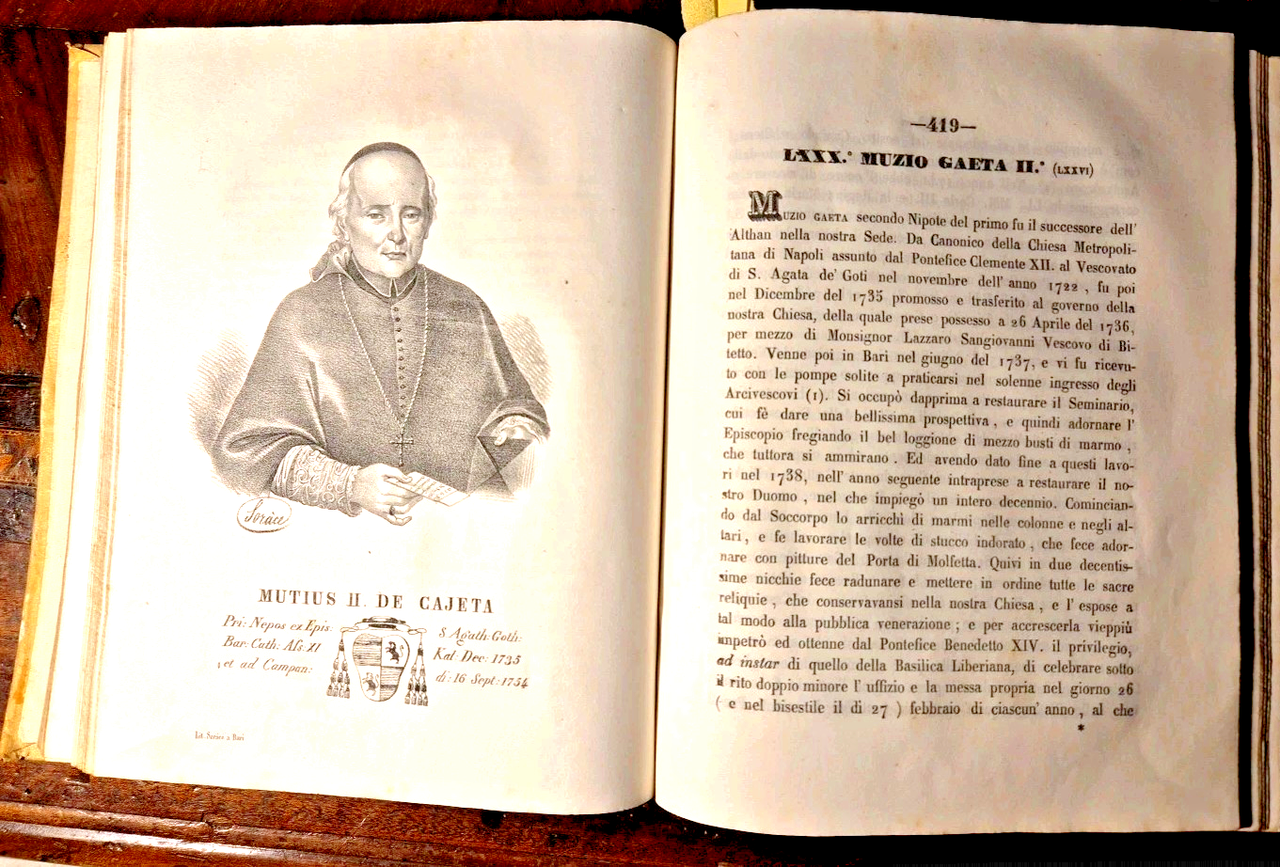 Soràce
MUTIUS II. DE CAJETA
Pri: Nepos ex Epis: S Agath: Goth:
Bar: Cath: Ass: XI Kal: Dec: 1735
et ad Campan: di: 16 Sept: 1754
Lit. Soràce a Bari
—419—
LXXX.° MUZIO GAETA II.° (LXXVI)
MUZIO GAETA secondo Nipote del primo fu il successore dell'
Althan nella nostra Sede. Da Canonico della Chiesa Metropoli-
tana di Napoli assunto dal Pontefice Clemente XII. al Vescovato
di S. Agata de' Goti nel novembre dell' anno 1722, fu poi
nel Dicembre del 1735 promosso e trasferito al governo della
nostra Chiesa, della quale prese possesso a 26 Aprile del 1736,
per mezzo di Monsignor Lazzaro Sangiovanni Vescovo di Bi-
tetto. Venne poi in Bari nel giugno del 1737, e vi fu ricevu-
to con le pompe solite a praticarsi nel solenne ingresso degli
Arcivescovi (1). Si occupò dapprima a restaurare il Seminario,
cui fè dare una bellissima prospettiva, e quindi adornare l'
Episcopio fregiando il bel loggione di mezzo busti di marmo,
che tuttora si ammirano. Ed avendo dato fine a questi lavo-
ri nel 1738, nell' anno seguente intraprese a restaurare il no-
stro Duomo, nel che impiegò un intero decennio. Comincian-
do dal Soccorpo lo arricchì di marmi nelle colonne e negli al-
tari, e fe lavorare le volte di stucco indorato, che fece ador-
nare con pitture del Porta di Molfetta. Quivi in due decentis-
sime nicchie fece radunare e mettere in ordine tutte le sacre
reliquie, che conservavansi nella nostra Chiesa, e l' espose a
tal modo alla pubblica venerazione; e per accrescerla vieppiù
impetrò ed ottenne dal Pontefice Benedetto XIV. il privilegio,
ad instar di quello della Basilica Liberiana, di celebrare sotto
il rito doppio minore l' uffizio e la messa propria nel giorno 26
( e nel bisestile il dì 27 ) febbraio di ciascun' anno, al che
*